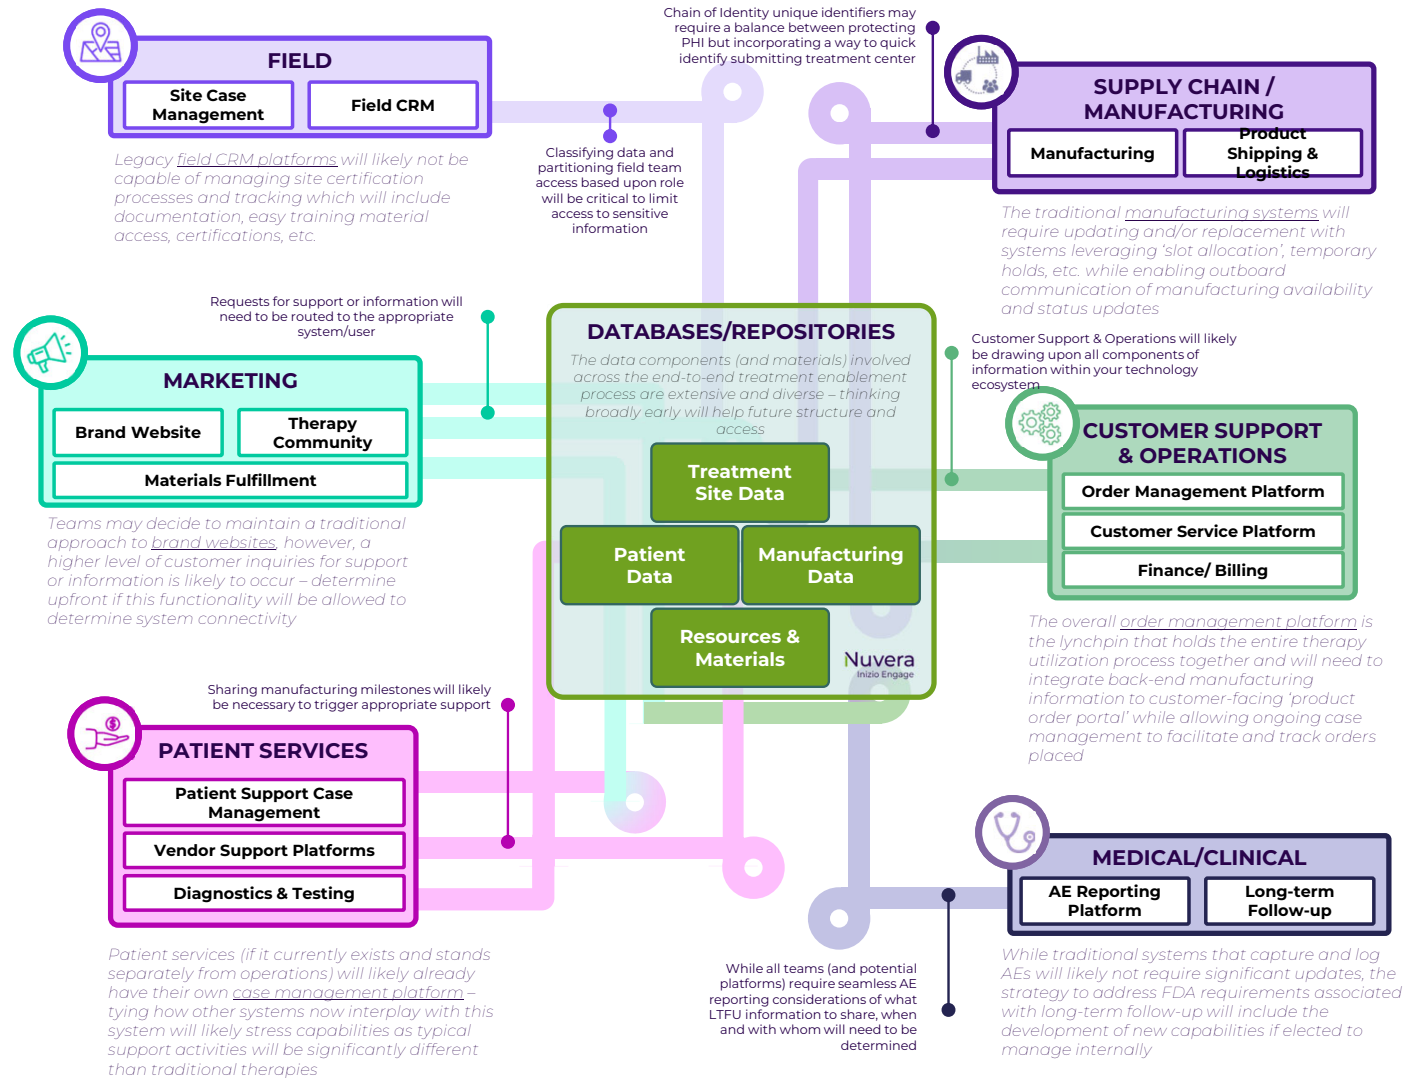 FIELD
Site Case
Management
Field CRM
Legacy field CRM platforms will likely not be
capable of managing site certification
processes and tracking which will include
documentation, easy training material
access, certifications, etc.
Classifying data and
partitioning field team
access based upon role
will be critical to limit
access to sensitive
information
Chain of Identity unique identifiers may
require a balance between protecting
PHI but incorporating a way to quick
identify submitting treatment center
SUPPLY CHAIN /
MANUFACTURING
Manufacturing
Product
Shipping &
Logistics
The traditional manufacturing systems will
require updating and/or replacement with
systems leveraging ‘slot allocation’, temporary
holds, etc. while enabling outboard
communication of manufacturing availability
and status updates
Requests for support or information will
need to be routed to the appropriate
system/user
MARKETING
Brand Website
Therapy
Community
Materials Fulfillment
Teams may decide to maintain a traditional
approach to brand websites, however, a
higher level of customer inquiries for support
or information is likely to occur – determine
upfront if this functionality will be allowed to
determine system connectivity
DATABASES/REPOSITORIES
The data components (and materials) involved
across the end-to-end treatment enablement
process are extensive and diverse – thinking
broadly early will help future structure and
access
Treatment
Site Data
Patient
Data
Manufacturing
Data
Resources &
Materials
Nuvera
Inizio Engage
Customer Support & Operations will likely
be drawing upon all components of
information within your technology
ecosystem
CUSTOMER SUPPORT
& OPERATIONS
Order Management Platform
Customer Service Platform
Finance/ Billing
The overall order management platform is
the lynchpin that holds the entire therapy
utilization process together and will need to
integrate back-end manufacturing
information to customer-facing ‘product
order portal’ while allowing ongoing case
management to facilitate and track orders
placed
Sharing manufacturing milestones will likely
be necessary to trigger appropriate support
PATIENT SERVICES
Patient Support Case
Management
Vendor Support Platforms
Diagnostics & Testing
Patient services (if it currently exists and stands
separately from operations) will likely already
have their own case management platform –
tying how other systems now interplay with this
system will likely stress capabilities as typical
support activities will be significantly different
than traditional therapies
While all teams (and potential
platforms) require seamless AE
reporting considerations of what
LTFU information to share, when
and with whom will need to be
determined
MEDICAL/CLINICAL
AE Reporting
Platform
Long-term
Follow-up
While traditional systems that capture and log
AEs will likely not require significant updates, the
strategy to address FDA requirements associated
with long-term follow-up will include the
development of new capabilities if elected to
manage internally